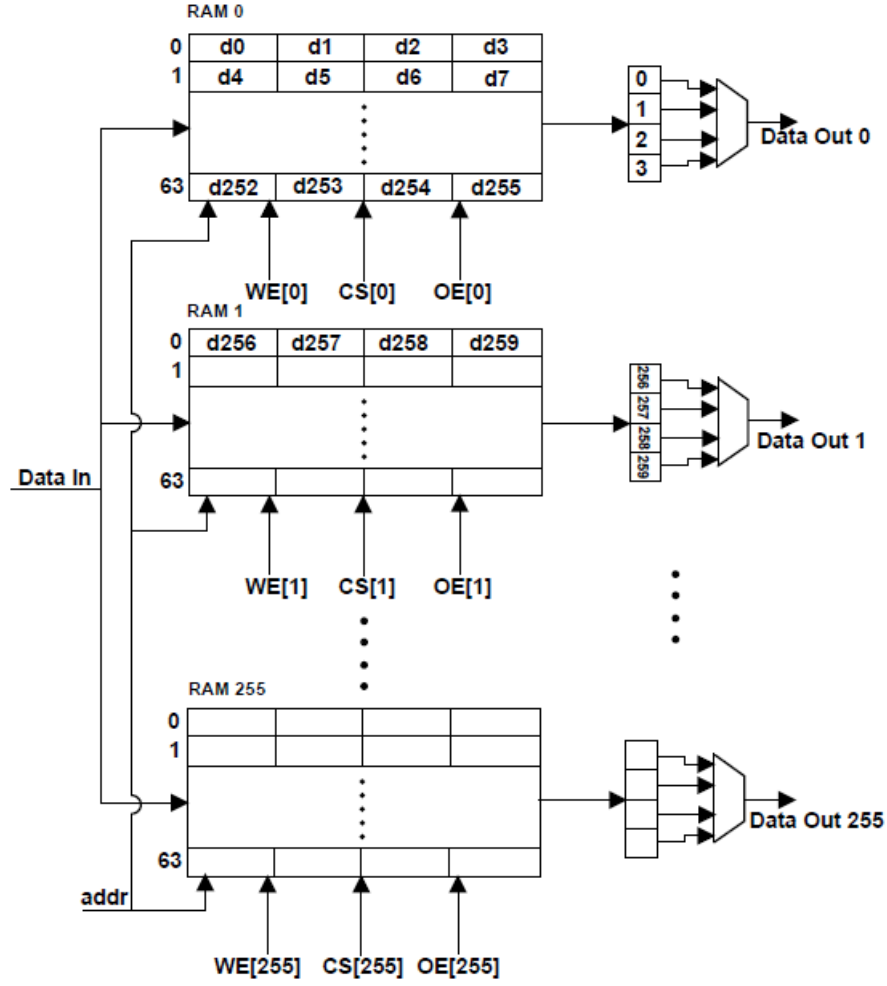 RAM 0
0 d0 d1 d2 d3
1 d4 d5 d6 d7
63 d252 d253 d254 d255
0
1
2
3
Data Out 0
WE[0] CS[0] OE[0]
RAM 1
0 d256 d257 d258 d259
1
63
256
257
258
259
Data Out 1
Data In
WE[1] CS[1] OE[1]
RAM 255
0
1
63
Data Out 255
addr
WE[255] CS[255] OE[255]